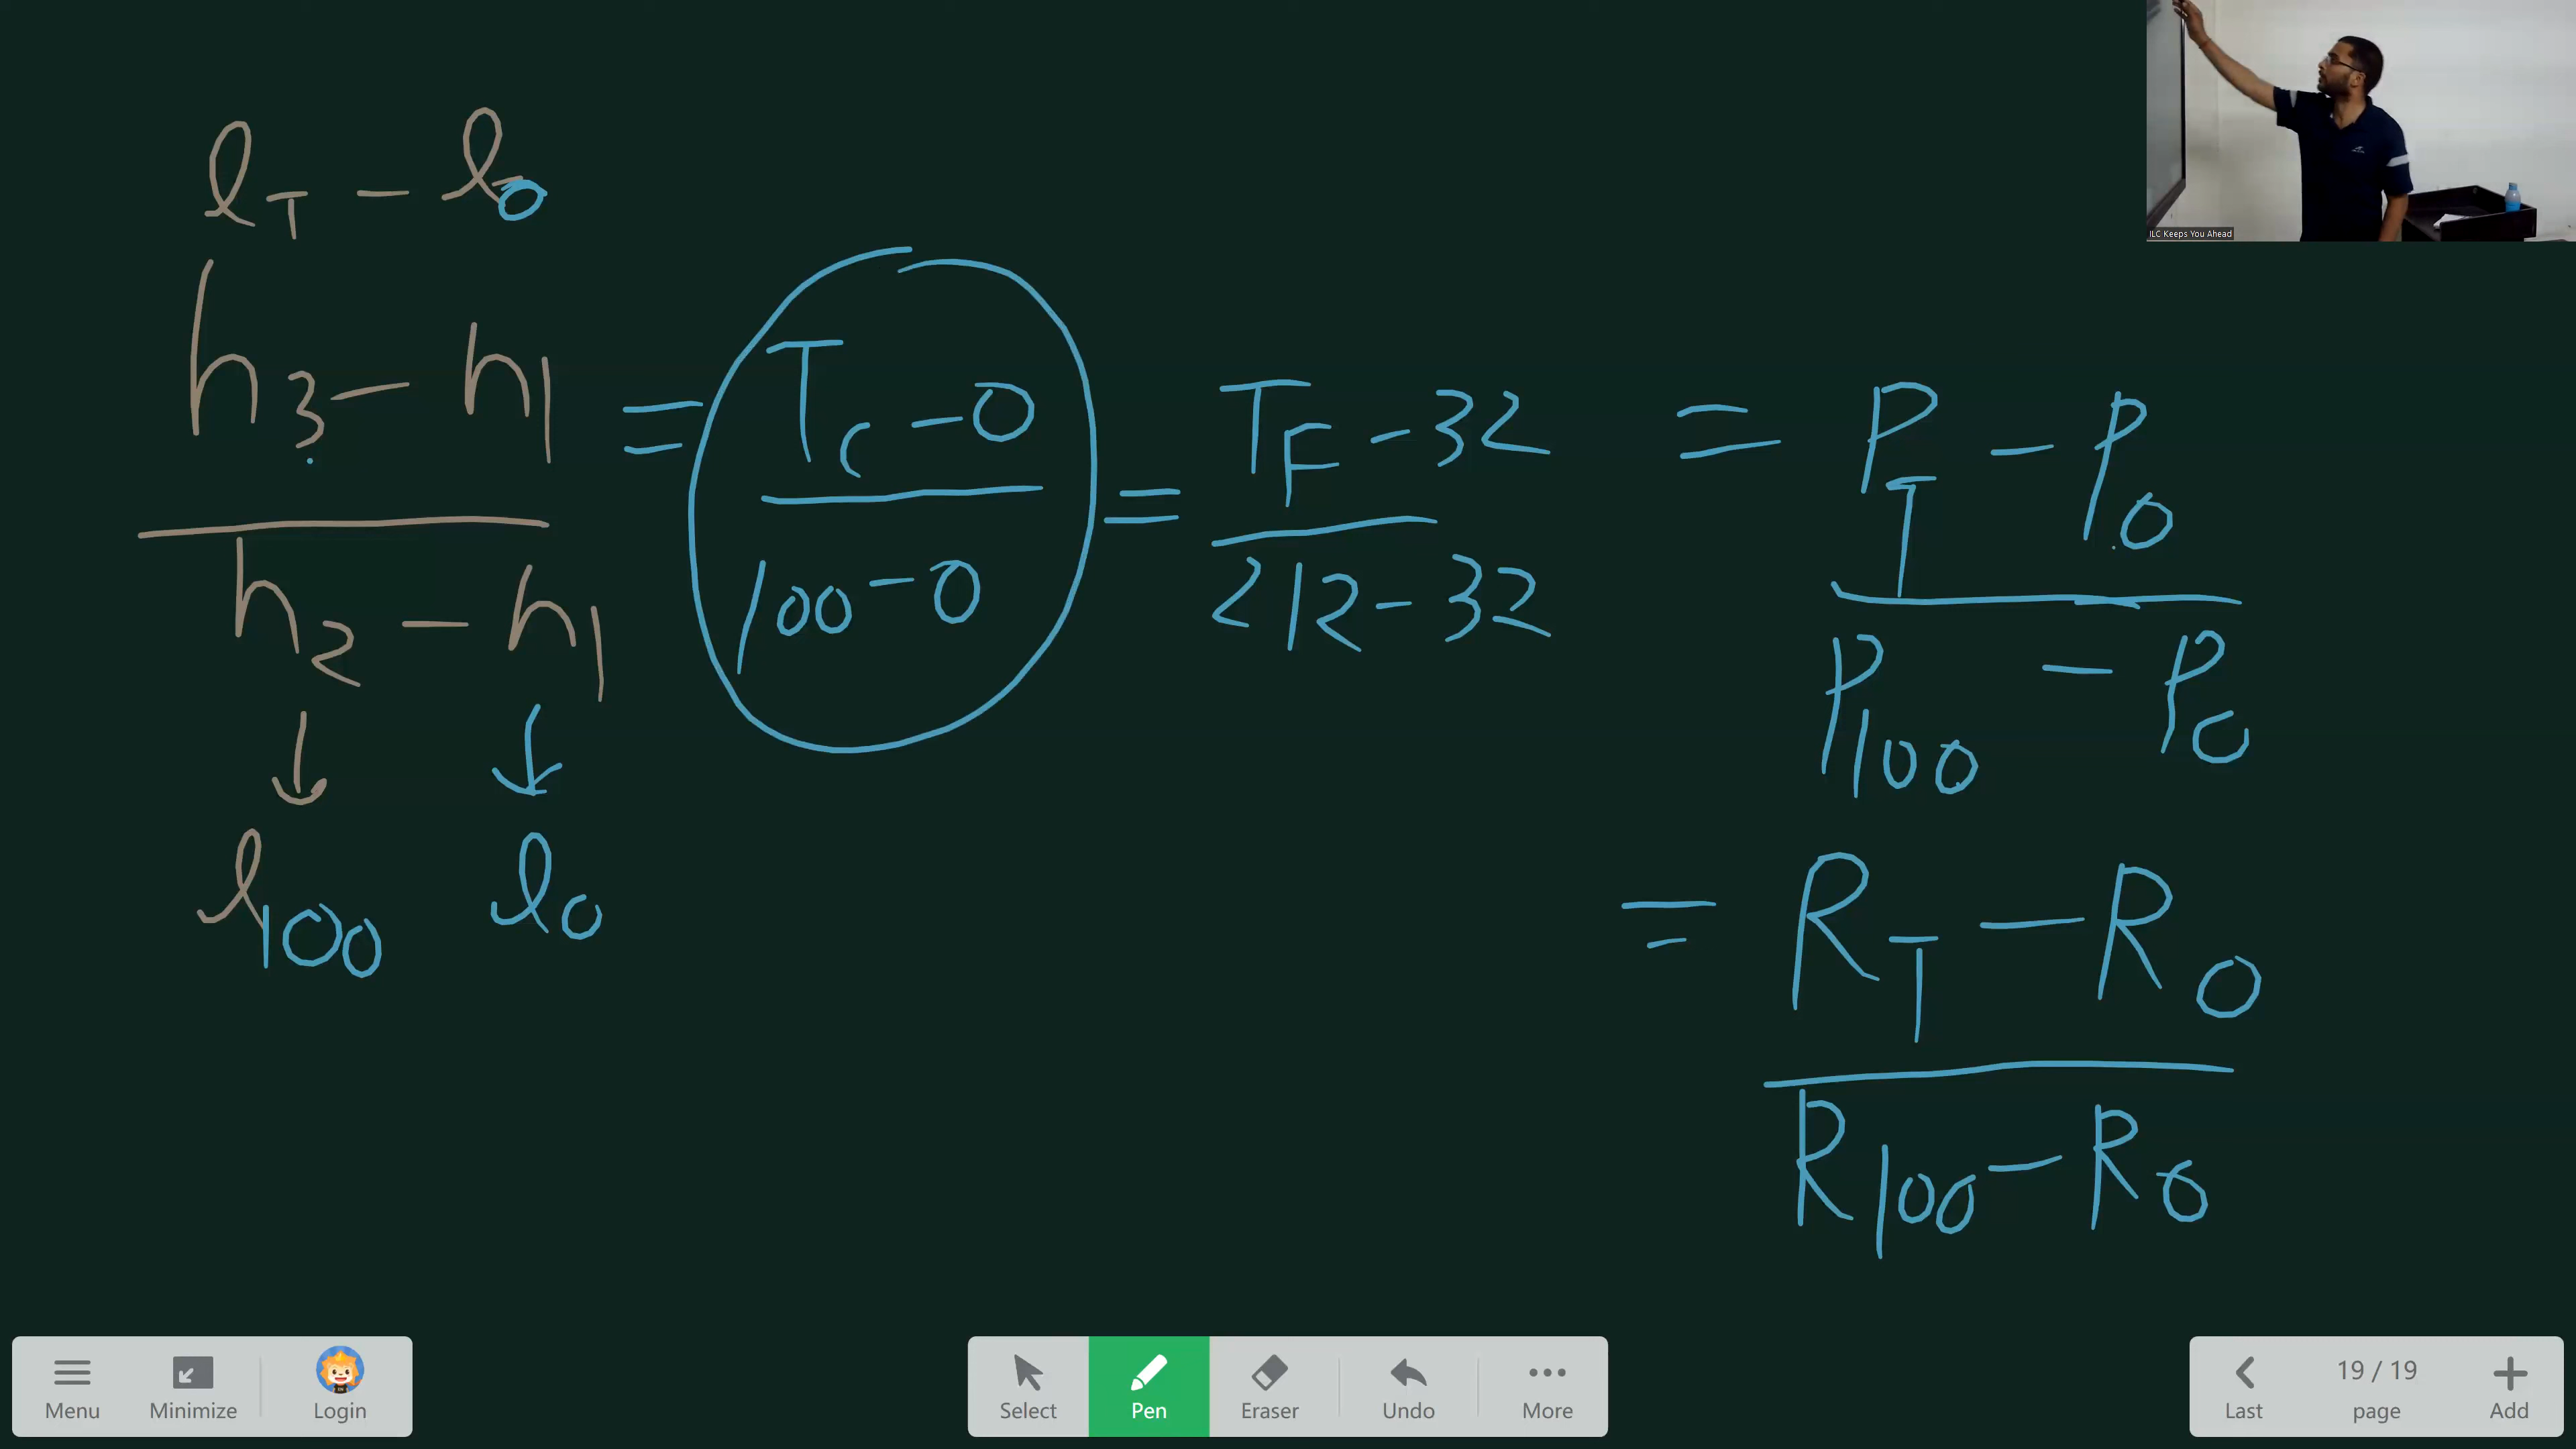 l_T - l_0
h_3 - h_1
h_2 - h_1
l_100 l_0
=
T_C - 0
100 - 0
=
T_F - 32
212 - 32
=
P_T - P_0
P_100 - P_0
=
R_T - R_0
R_100 - R_0
ILC Keeps You Ahead
Menu Minimize Login
Select Pen Eraser Undo More
Last 19 / 19 page Add